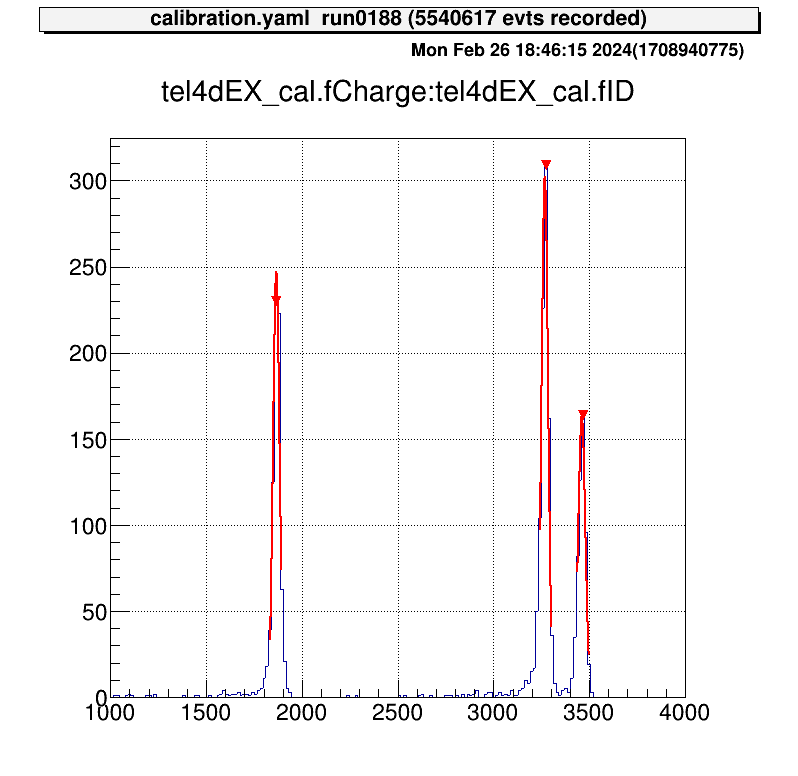 calibration.yaml run0188 (5540617 evts recorded)
Mon Feb 26 18:46:15 2024(1708940775)
tel4dEX_cal.fCharge:tel4dEX_cal.fID
300
250
200
150
100
50
0
1000 1500 2000 2500 3000 3500 4000